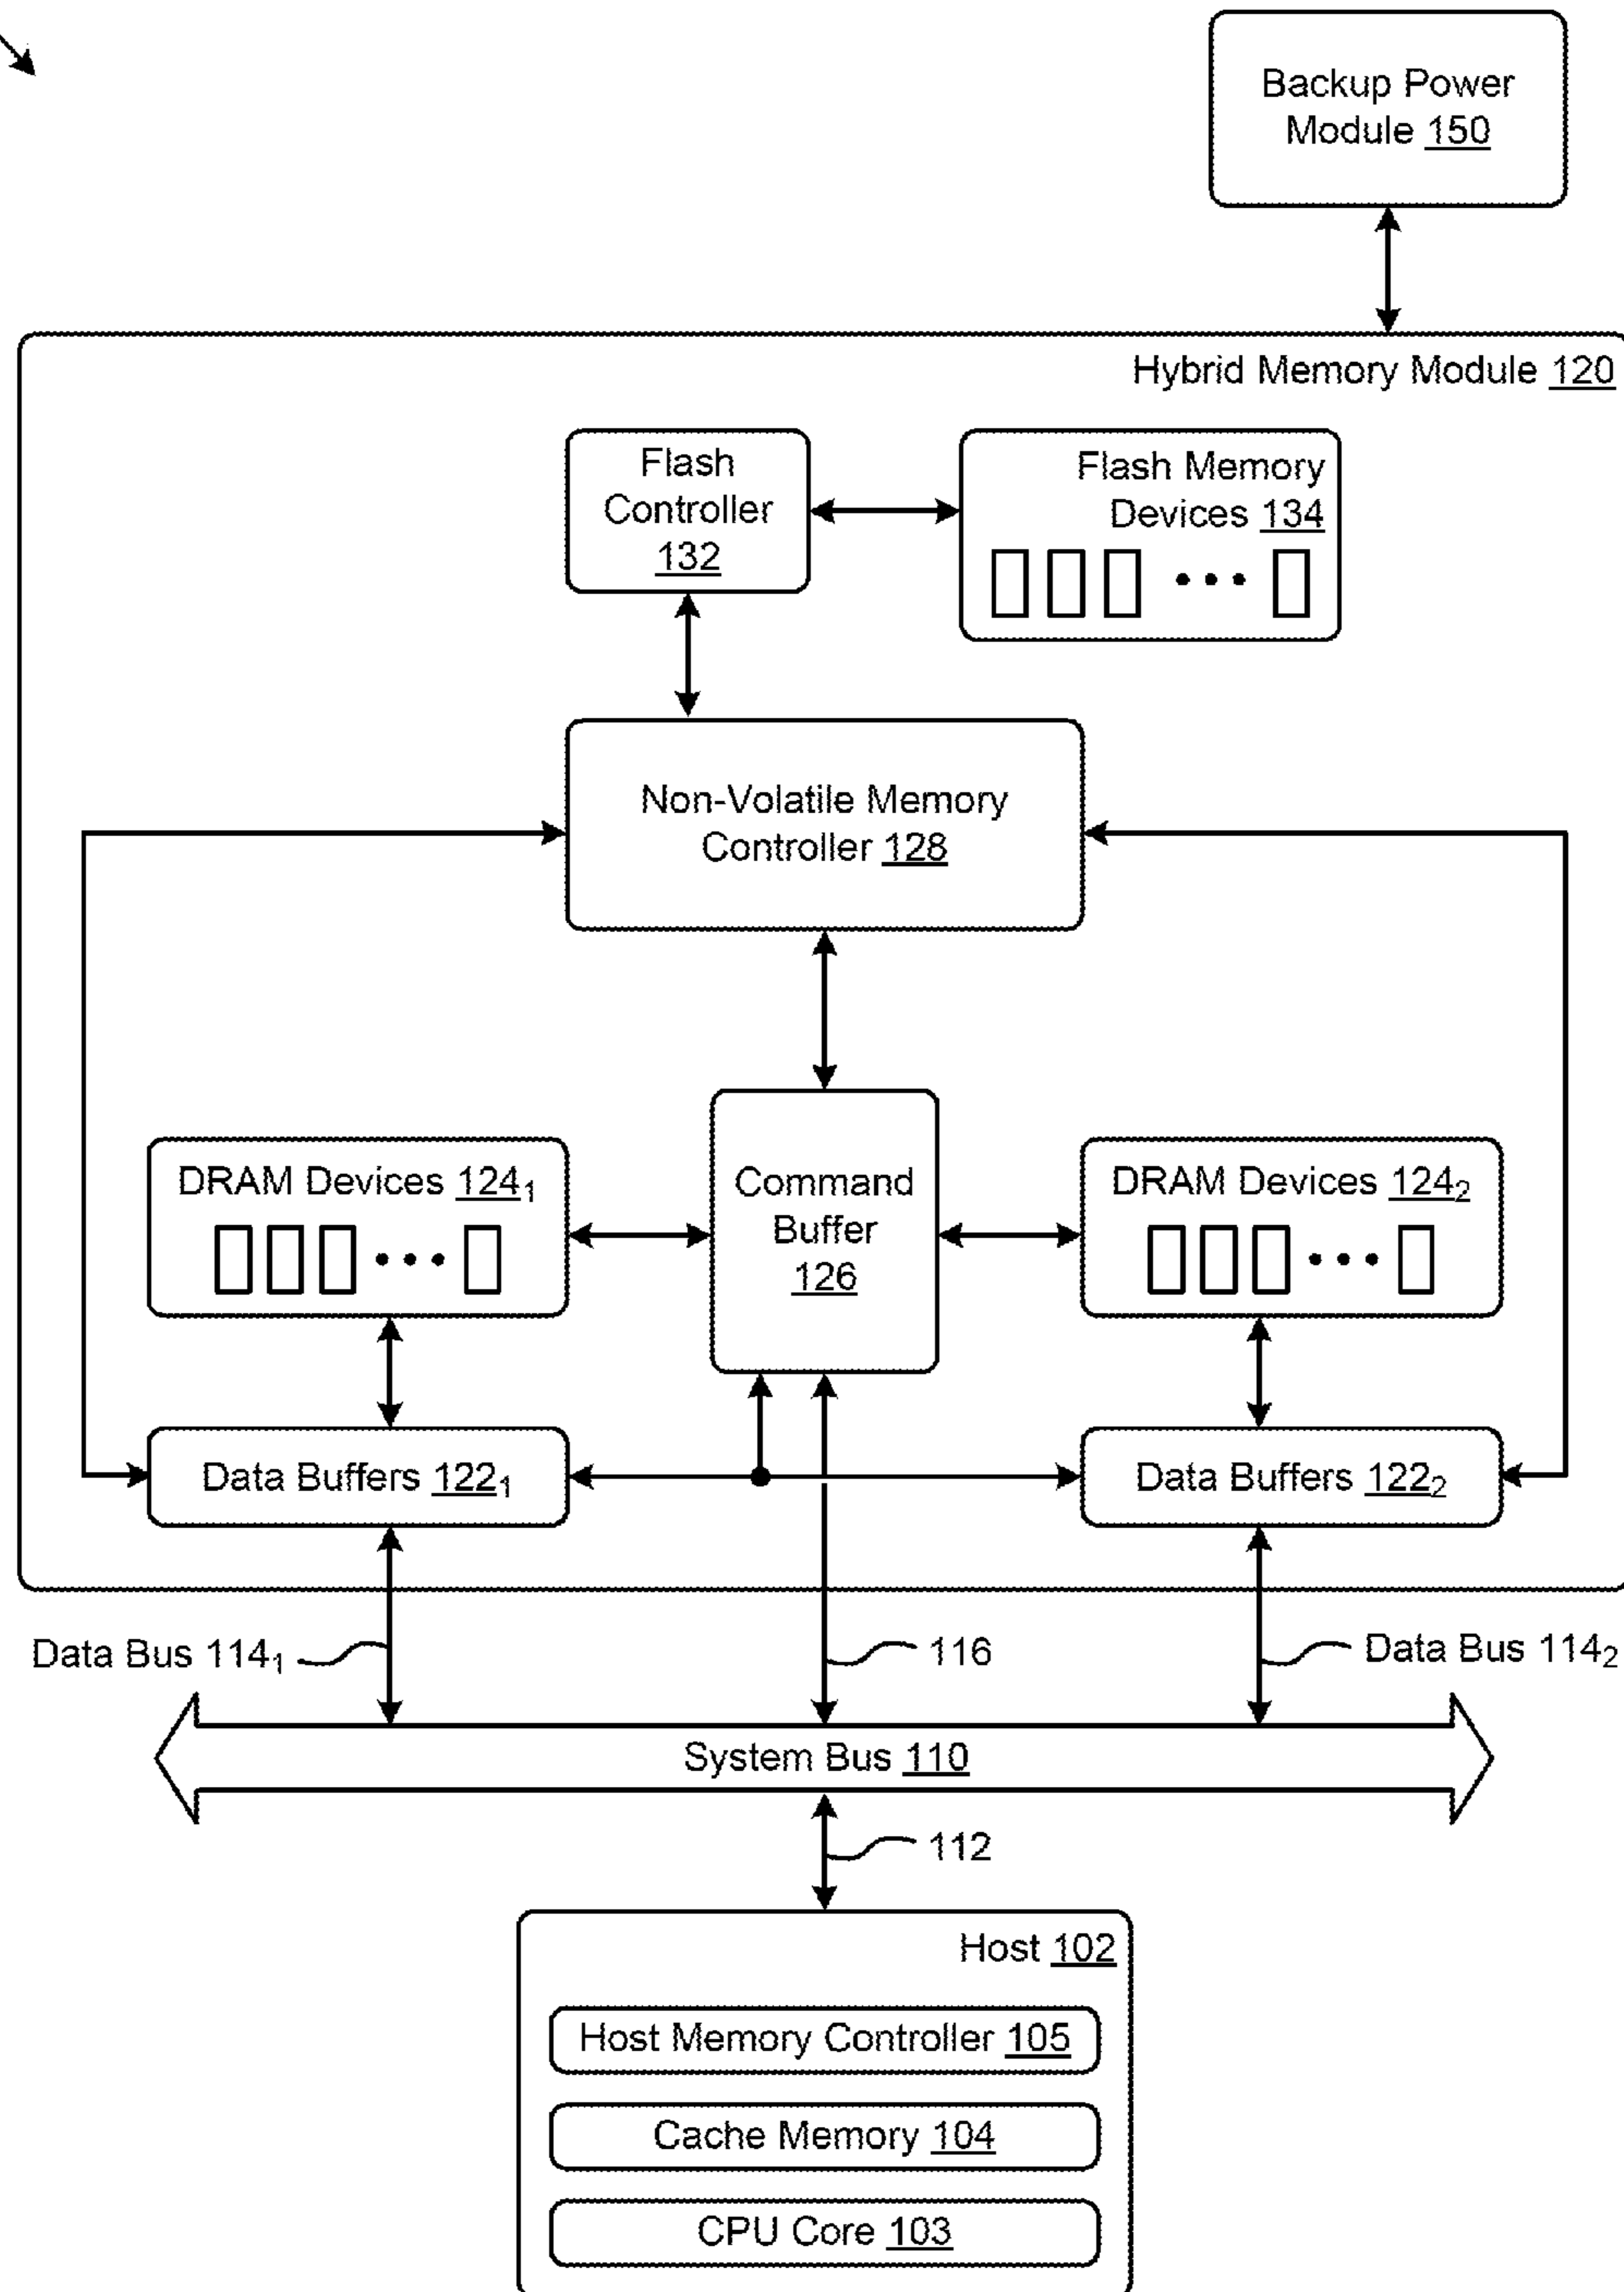 Backup Power
Module 150
Hybrid Memory Module 120
Flash
Controller
132
Flash Memory
Devices 134
Non-Volatile Memory
Controller 128
DRAM Devices 124₁
Command
Buffer
126
DRAM Devices 124₂
Data Buffers 122₁
Data Buffers 122₂
Data Bus 114₁
116
Data Bus 114₂
System Bus 110
112
Host 102
Host Memory Controller 105
Cache Memory 104
CPU Core 103